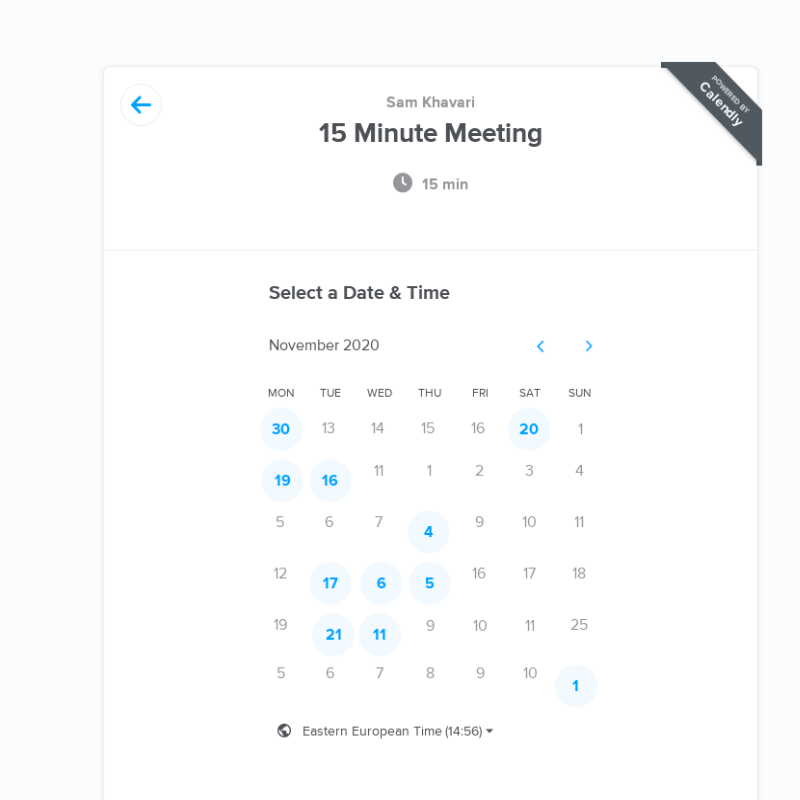 POWERED BY
Calendly
Sam Khavari
15 Minute Meeting
15 min
Select a Date & Time
November 2020
MON TUE WED THU FRI SAT SUN
30 13 14 15 16 20 1
19 16 11 1 2 3 4
5 6 7 4 9 10 11
12 17 6 5 16 17 18
19 21 11 9 10 11 25
5 6 7 8 9 10 1
Eastern European Time (14:56)